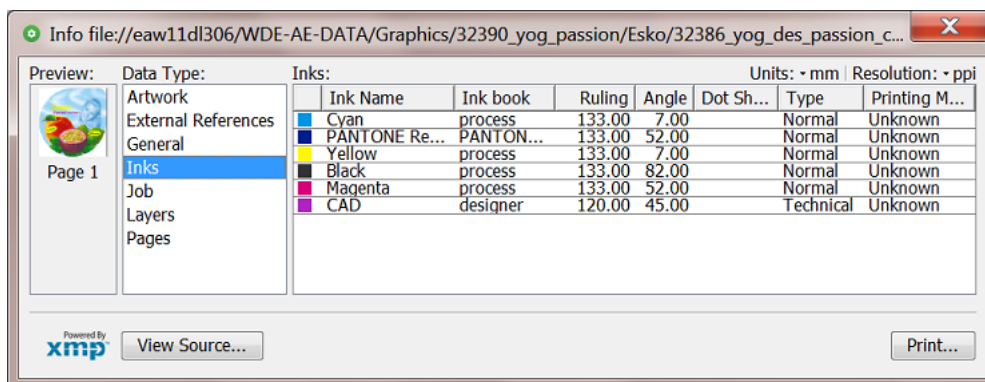 Info file://eaw11dl306/WDE-AE-DATA/Graphics/32390_yog_passion/Esko/32386_yog_des_passion_c...
Preview: Data Type: Inks: Units: mm Resolution: ppi
Page 1
Artwork
External References
General
Inks
Job
Layers
Pages
Ink Name Ink book Ruling Angle Dot Sh... Type Printing M...
Cyan process 133.00 7.00 Normal Unknown
PANTONE Re... PANTON... 133.00 52.00 Normal Unknown
Yellow process 133.00 7.00 Normal Unknown
Black process 133.00 82.00 Normal Unknown
Magenta process 133.00 52.00 Normal Unknown
CAD designer 120.00 45.00 Technical Unknown
Powered By
xmp
View Source...
Print...